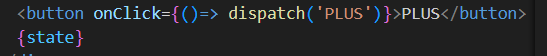 <button onClick={()=> dispatch('PLUS')}>PLUS</button>
{state}